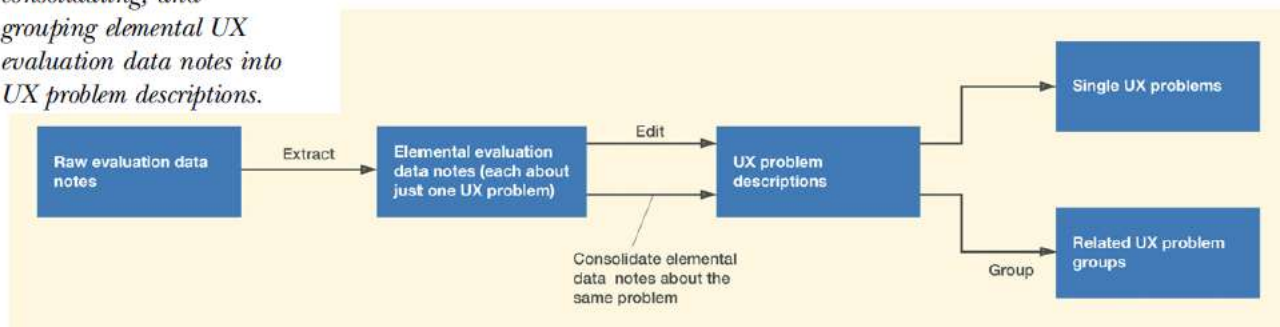 consolidating, and
grouping elemental UX
evaluation data notes into
UX problem descriptions.
Raw evaluation data
notes
Extract
Elemental evaluation
data notes (each about
just one UX problem)
Edit
Consolidate elemental
data notes about the
same problem
UX problem
descriptions
Single UX problems
Group
Related UX problem
groups